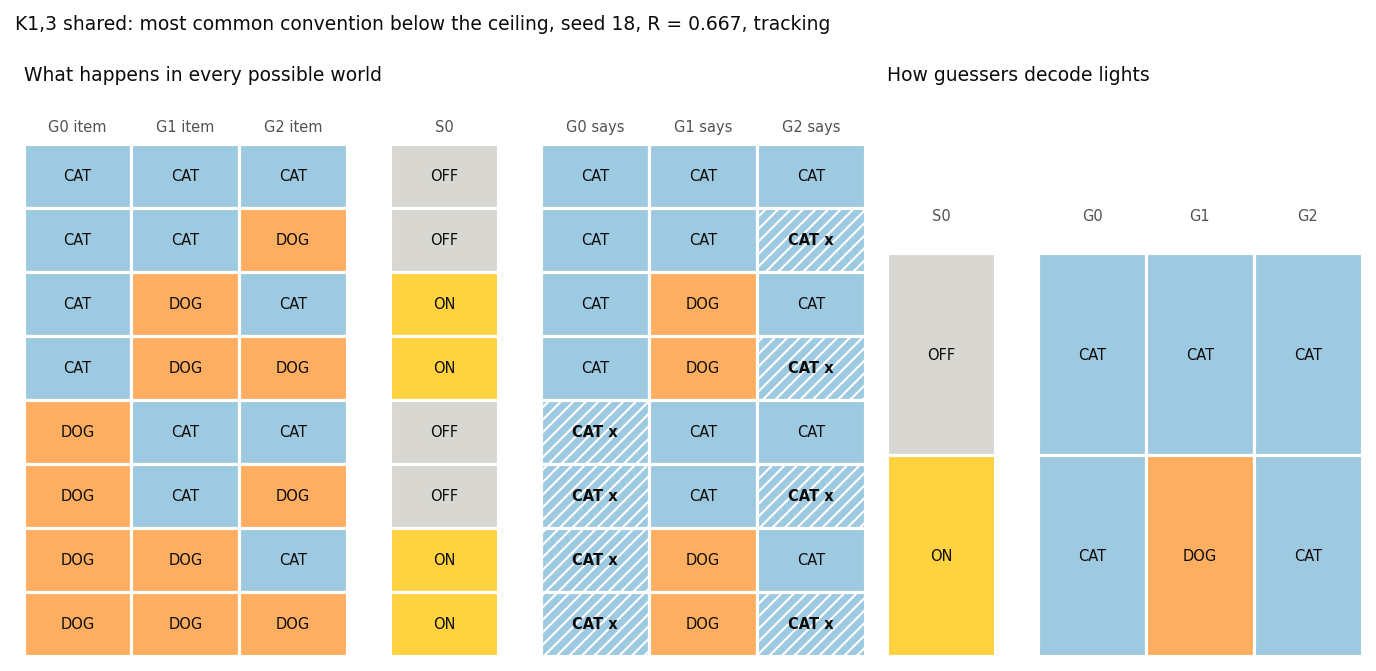 K1,3 shared: most common convention below the ceiling, seed 18, R = 0.667, tracking
What happens in every possible world
How guessers decode lights
G0 item G1 item G2 item S0 G0 says G1 says G2 says
CAT CAT CAT OFF CAT CAT CAT
CAT CAT DOG OFF CAT CAT CAT x
CAT DOG CAT ON CAT DOG CAT
CAT DOG DOG ON CAT DOG CAT x
DOG CAT CAT OFF CAT x CAT CAT
DOG CAT DOG OFF CAT x CAT CAT x
DOG DOG CAT ON CAT x DOG CAT
DOG DOG DOG ON CAT x DOG CAT x
S0 G0 G1 G2
OFF CAT CAT CAT
ON CAT DOG CAT